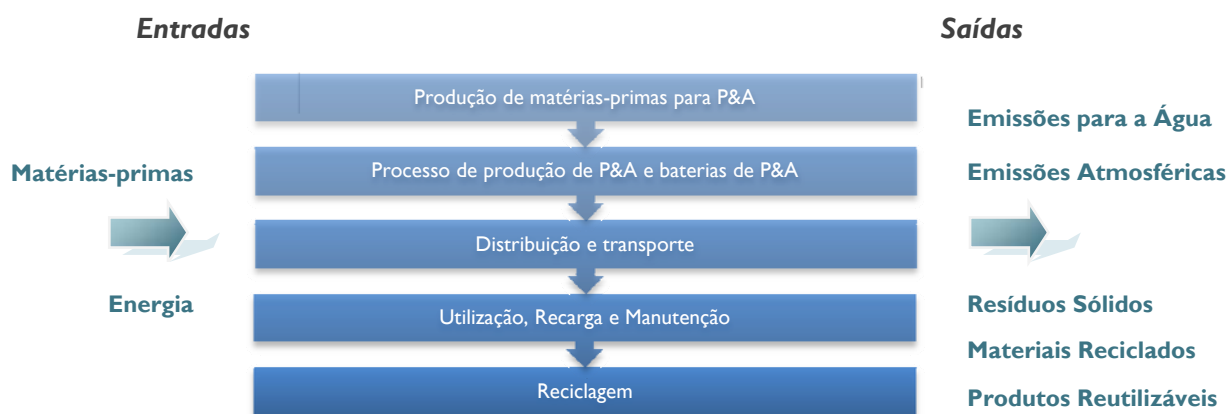 Entradas
Saídas
Produção de matérias-primas para P&A
Emissões para a Água
Matérias-primas
Processo de produção de P&A e baterias de P&A
Emissões Atmosféricas
Distribuição e transporte
Energia
Utilização, Recarga e Manutenção
Resíduos Sólidos
Materiais Reciclados
Reciclagem
Produtos Reutilizáveis